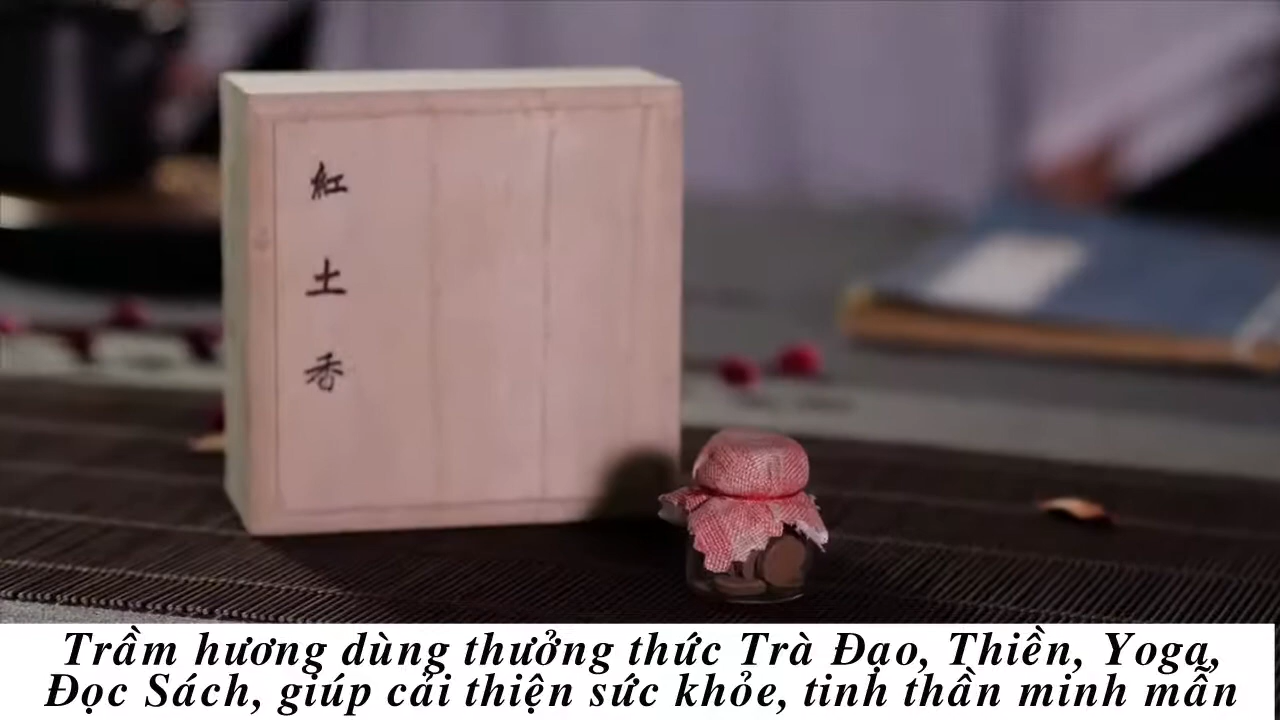 紅
土
香
Trầm hương dùng thưởng thức Trà Đạo, Thiền, Yoga,
Đọc Sách, giúp cải thiện sức khỏe, tinh thần minh mẫn